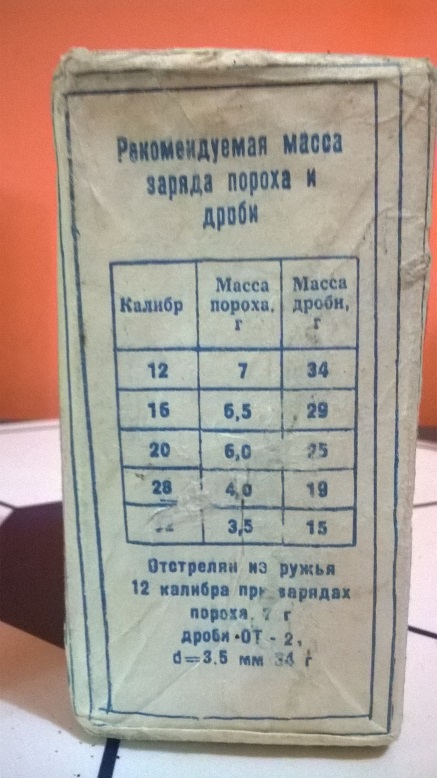 Рекомендуемая масса
заряда пороха и
дроби
Калибр
Масса
пороха,
г
Масса
дроби,
г
12 7 34
16 6,5 29
20 6,0 25
28 4,0 19
3,5 15
Отстрелян из ружья
12 калибра при зарядах
пороха, 7 г
дроби ОТ - 2,
d=3.5 мм 34 г